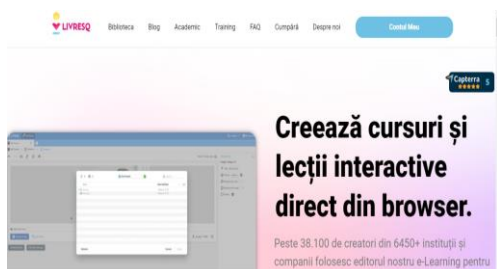 LIVRESQ
Biblioteca Blog Academic Training FAQ Cumpără Despre noi Contul Meu
Capterra 5
Creează cursuri și
lecții interactive
direct din browser.
Peste 38.100 de creatori din 6450+ instituții și
companii folosesc editorul nostru e-Learning pentru